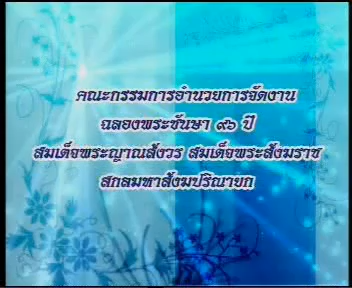 คณะกรรมการอำนวยการจัดงาน
ฉลองพระชันษา ๙๖ ปี
สมเด็จพระญาณสังวร สมเด็จพระสังฆราช
สกลมหาสังฆปริณายก